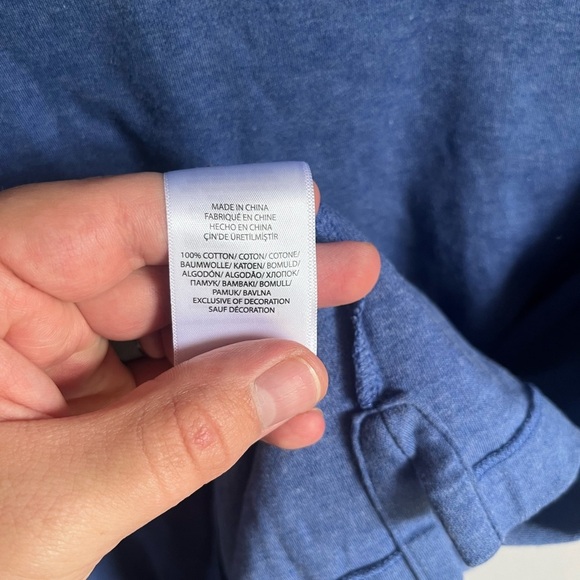 MADE IN CHINA
FABRIQUÉ EN CHINE
HECHO EN CHINA
ÇIN'DE ÜRETİLMİŞTİR
100% COTTON/ COTON/ COTONE/
BAUMWOLLE/ KATOEN/ BOMULD/
ALGODÓN/ ALGODÃO/ ХЛОПОК/
ПАМУК/ BAMBAKI/ BOMULL/
PAMUK/ BAVLNA
EXCLUSIVE OF DECORATION
SAUF DÉCORATION